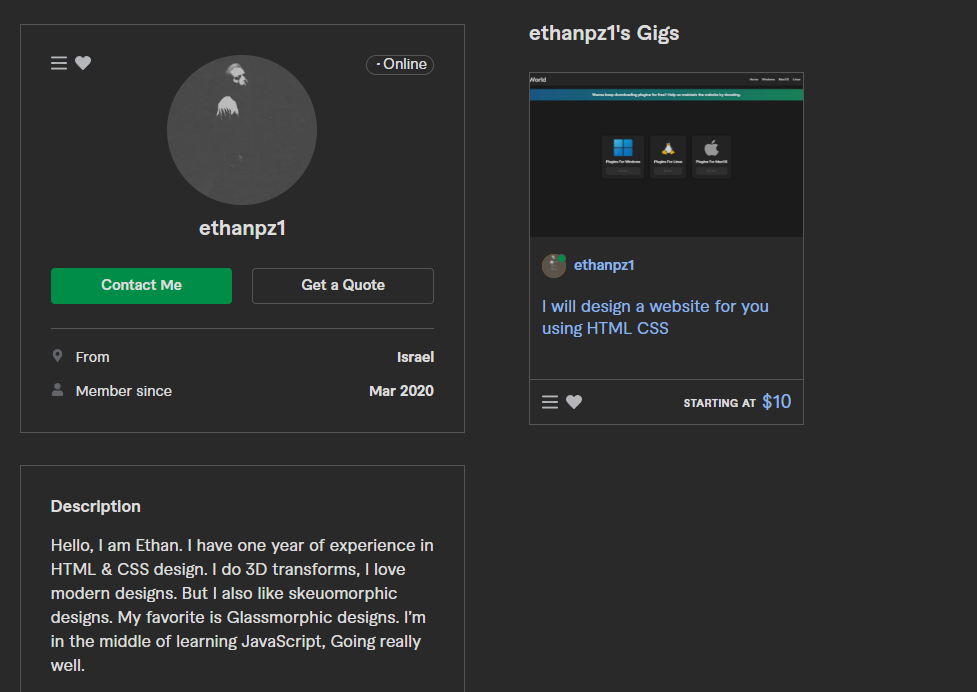 · Online
ethanpz1
Contact Me
Get a Quote
From
Israel
Member since
Mar 2020
Description
Hello, I am Ethan. I have one year of experience in
HTML & CSS design. I do 3D transforms, I love
modern designs. But I also like skeuomorphic
designs. My favorite is Glassmorphic designs. I’m
in the middle of learning JavaScript, Going really
well.
ethanpz1's Gigs
World
Home Windows MacOS Linux
Wanna keep downloading plugins for free? Help us maintain the website by donating.
Plugins For Windows
Plugins For Linux
Plugins For MacOS
ethanpz1
I will design a website for you
using HTML CSS
STARTING AT $10